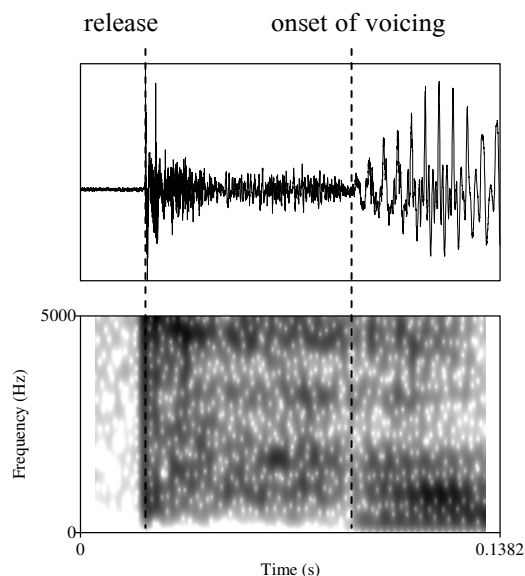 release onset of voicing
5000
Frequency (Hz)
0
0 0.1382
Time (s)